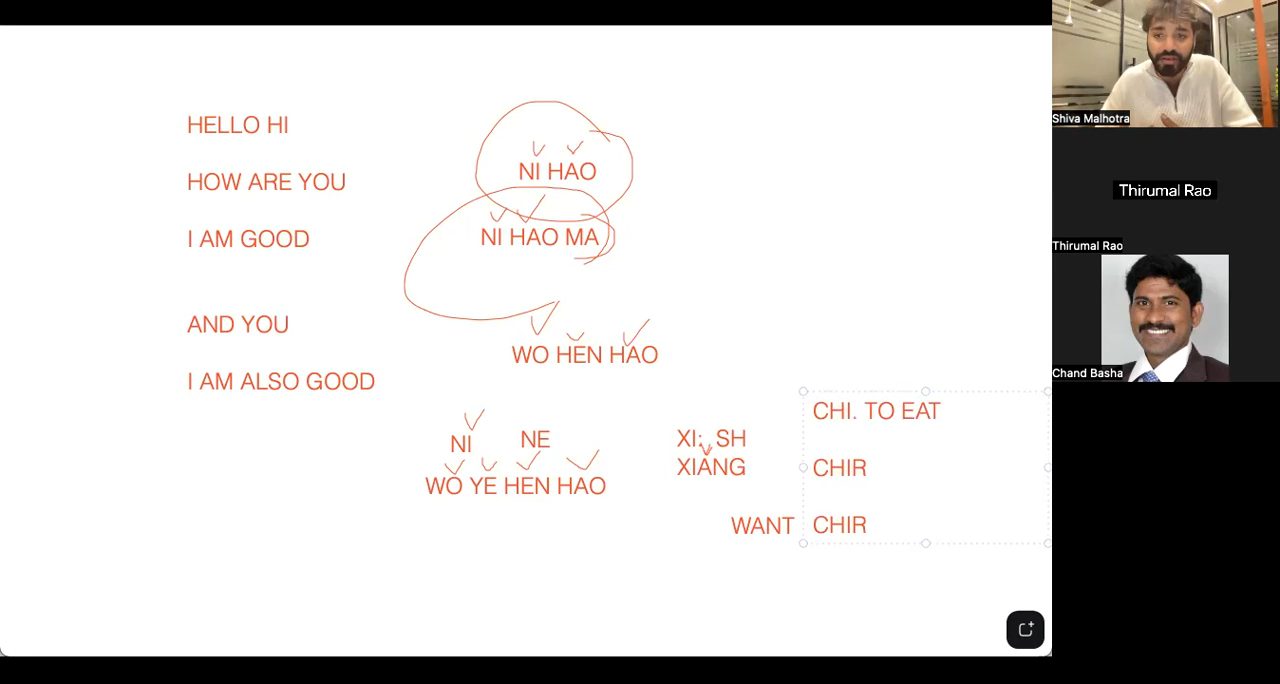 HELLO HI
HOW ARE YOU
I AM GOOD
AND YOU
I AM ALSO GOOD
NI HAO
NI HAO MA
WO HEN HAO
NI NE
WO YE HEN HAO
XI: SH
XIANG
WANT
CHI. TO EAT
CHIR
CHIR
Shiva Malhotra
Thirumal Rao
Thirumal Rao
Chand Basha